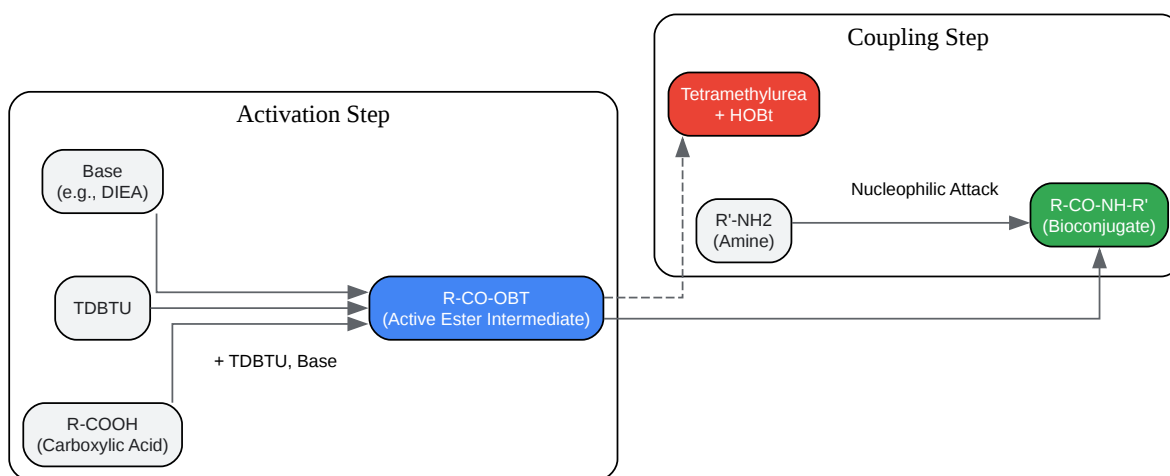 Coupling Step
Activation Step
Tetramethylurea
+ HOBt
Base
(e.g., DIEA)
Nucleophilic Attack
R'-NH2
(Amine)
R-CO-NH-R'
(Bioconjugate)
TDBTU
R-CO-OBT
(Active Ester Intermediate)
+ TDBTU, Base
R-COOH
(Carboxylic Acid)